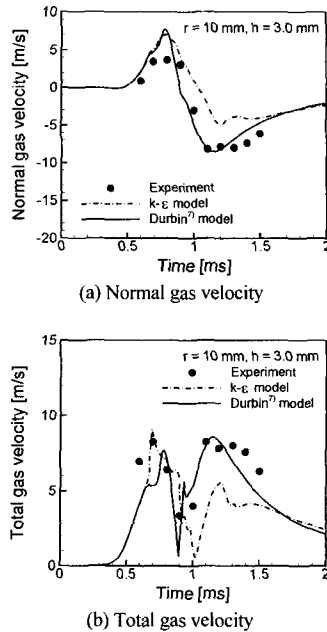 r = 10 mm, h = 3.0 mm
10
5
0
-5
-10
-15
-20
Normal gas velocity [m/s]
Experiment
k-ε model
Durbin7) model
0 0.5 1 1.5 2
Time [ms]
(a) Normal gas velocity
r = 10 mm, h = 3.0 mm
Experiment
k-ε model
Durbin7) model
15
10
5
0
Total gas velocity [m/s]
0 0.5 1 1.5 2
Time [ms]
(b) Total gas velocity